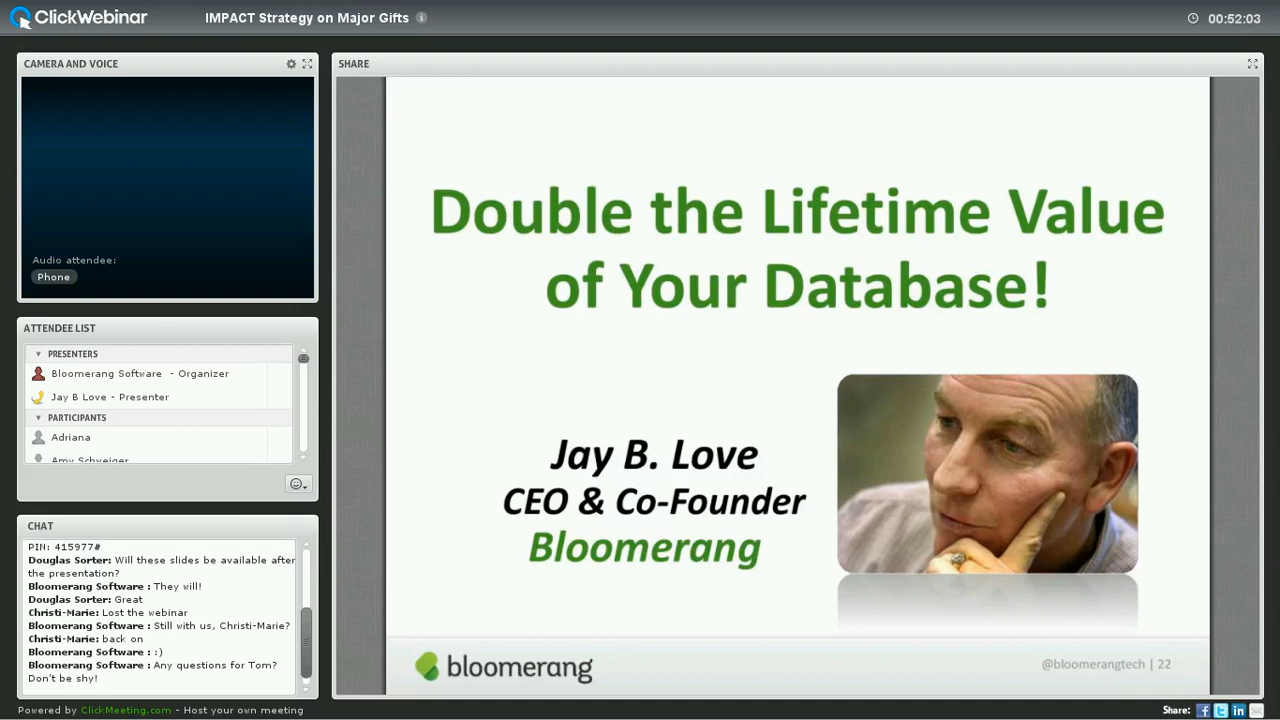 ClickWebinar
IMPACT Strategy on Major Gifts
00:52:03
CAMERA AND VOICE
Audio attendee:
Phone
ATTENDEE LIST
PRESENTERS
Bloomerang Software - Organizer
Jay B Love - Presenter
PARTICIPANTS
Adriana
Amy Schweiger
CHAT
PIN: 415977#
Douglas Sorter: Will these slides be available after
the presentation?
Bloomerang Software : They will!
Douglas Sorter: Great
Christi-Marie: Lost the webinar
Bloomerang Software : Still with us, Christi-Marie?
Christi-Marie: back on
Bloomerang Software : :)
Bloomerang Software : Any questions for Tom?
Don't be shy!
SHARE
Double the Lifetime Value
of Your Database!
Jay B. Love
CEO & Co-Founder
Bloomerang
bloomerang
@bloomerangtech | 22
Powered by ClickMeeting.com - Host your own meeting
Share: